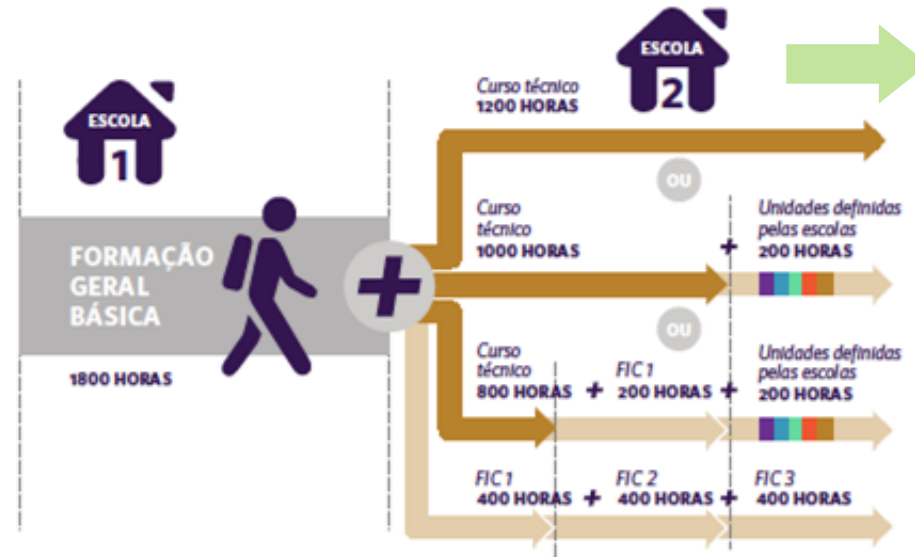 ESCOLA
1
FORMAÇÃO
GERAL
BÁSICA
1800 HORAS
+
ESCOLA
2
Curso técnico
1200 HORAS
OU
Curso
técnico
1000 HORAS
+
Unidades definidas
pelas escolas
200 HORAS
OU
Curso
técnico
800 HORAS
+
FIC 1
200 HORAS
+
Unidades definidas
pelas escolas
200 HORAS
FIC 1
400 HORAS
+
FIC 2
400 HORAS
+
FIC 3
400 HORAS